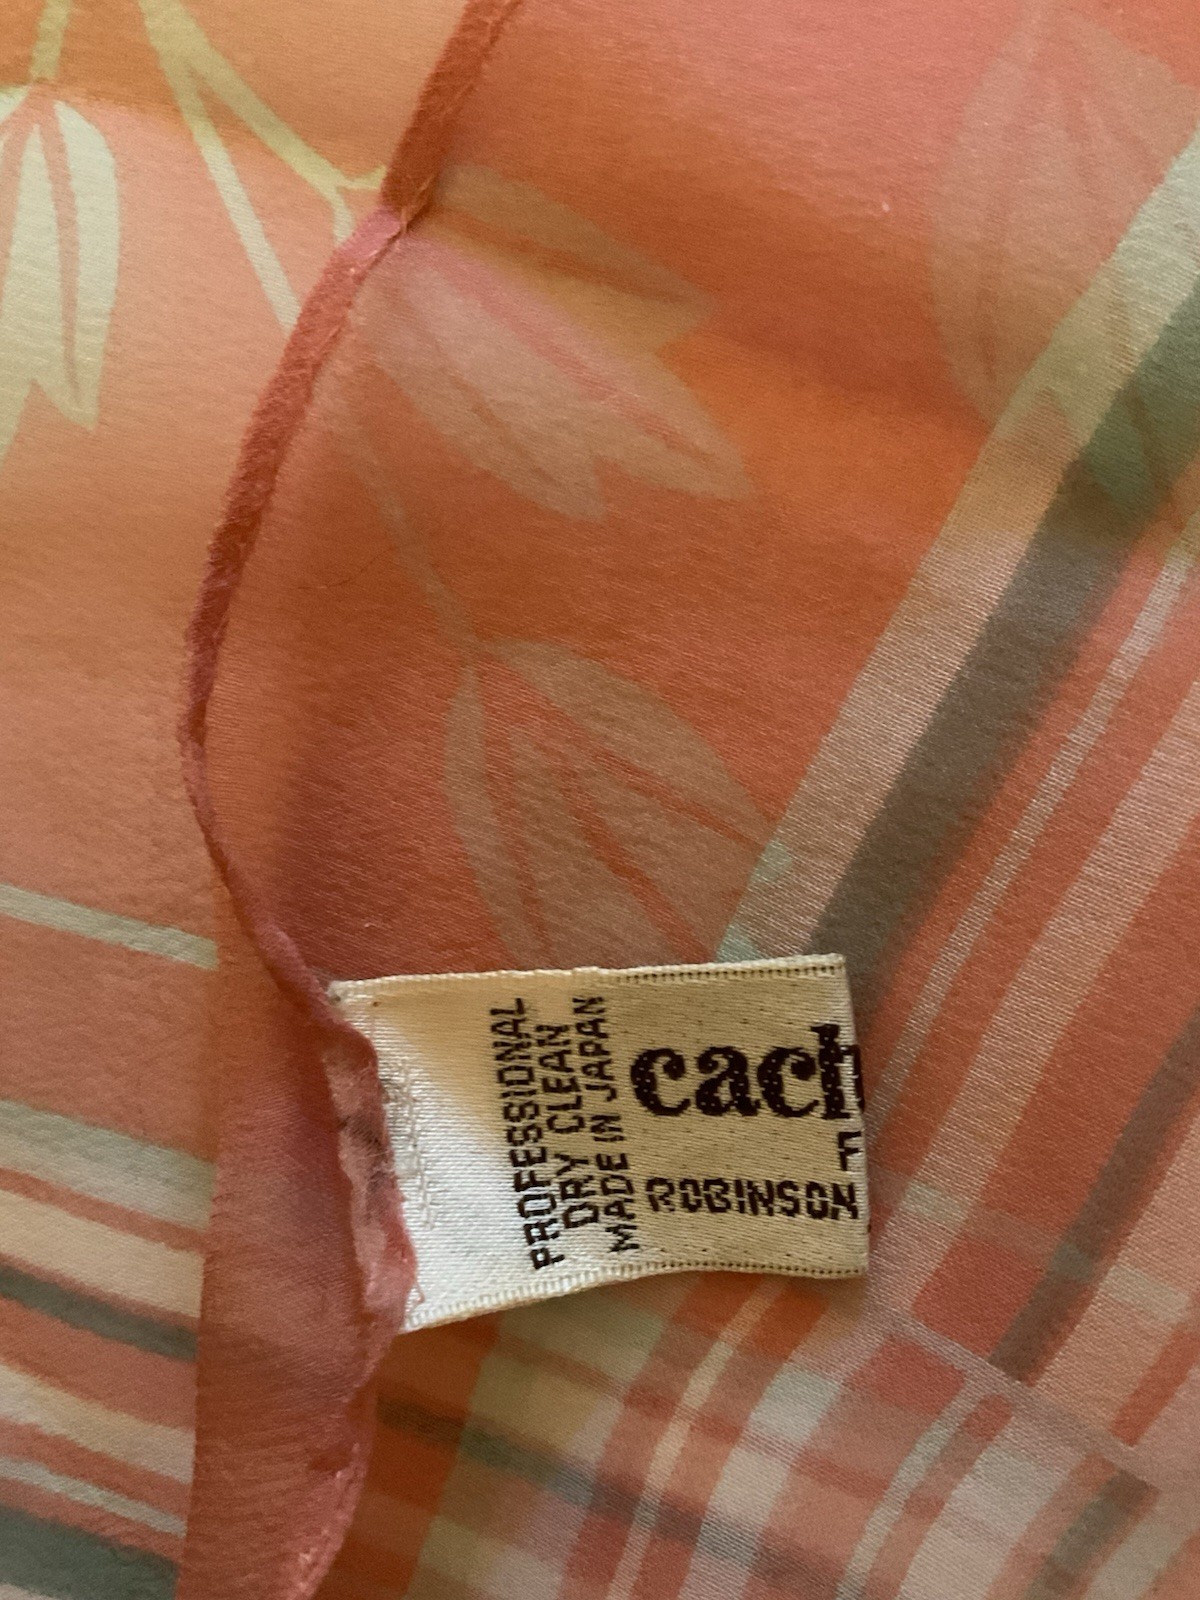 PROFESSIONAL
DRY CLEAN
MADE IN JAPAN
cach
F
ROBINSON